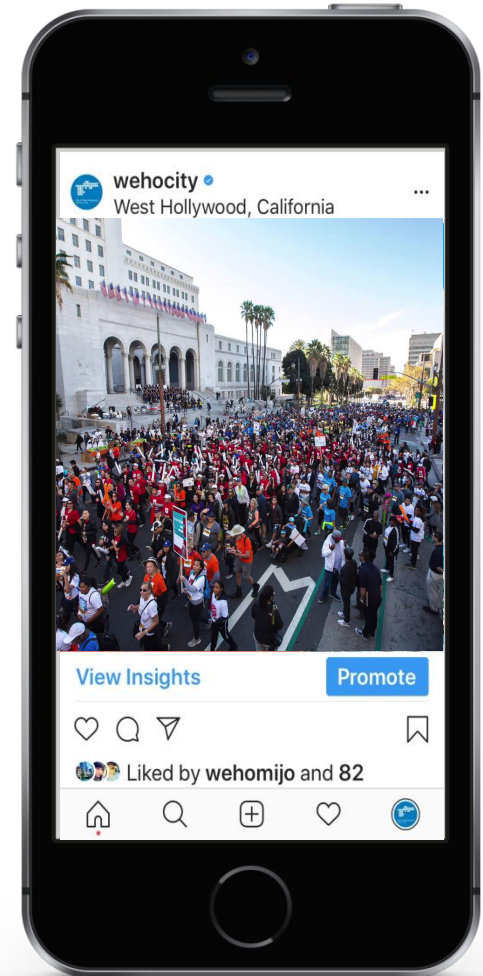 wehocity
West Hollywood, California
View Insights
Promote
Liked by wehomijo and 82